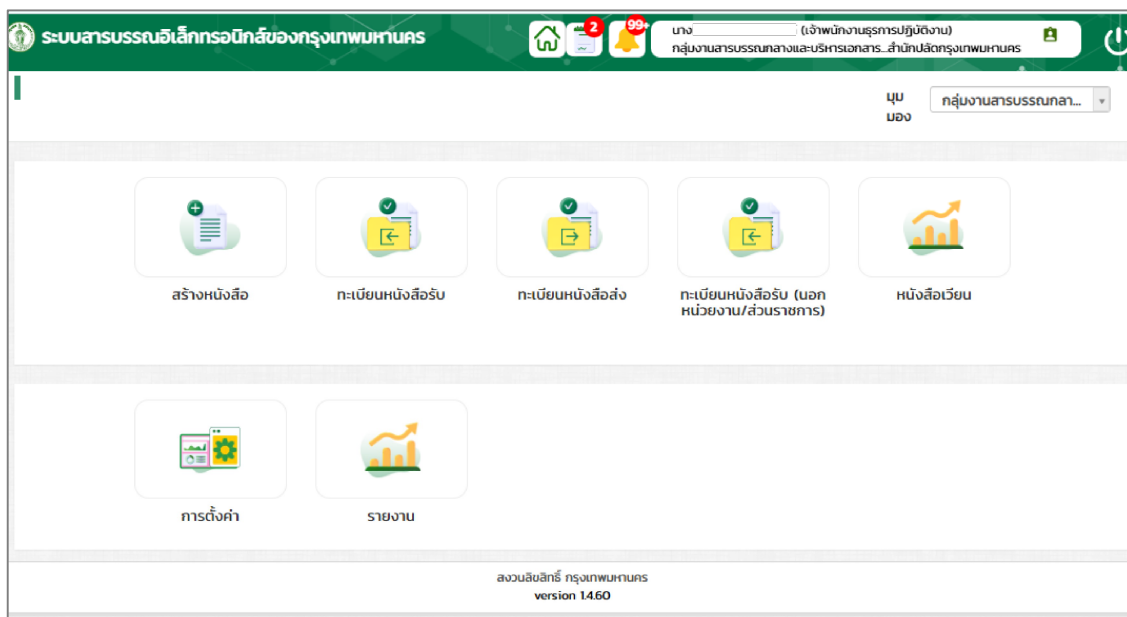 ระบบสารบรรณอิเล็กทรอนิกส์ของกรุงเทพมหานคร
2
99+
นาง (เจ้าพนักงานธุรการปฏิบัติงาน)
กลุ่มงานสารบรรณกลางและบริหารเอกสาร..สำนักปลัดกรุงเทพมหานคร
มุม
มอง
กลุ่มงานสารบรรณกลา...
สร้างหนังสือ
ทะเบียนหนังสือรับ
ทะเบียนหนังสือส่ง
ทะเบียนหนังสือรับ (นอก
หน่วยงาน/ส่วนราชการ)
หนังสือเวียน
การตั้งค่า
รายงาน
สงวนลิขสิทธิ์ กรุงเทพมหานคร
version 1.4.60